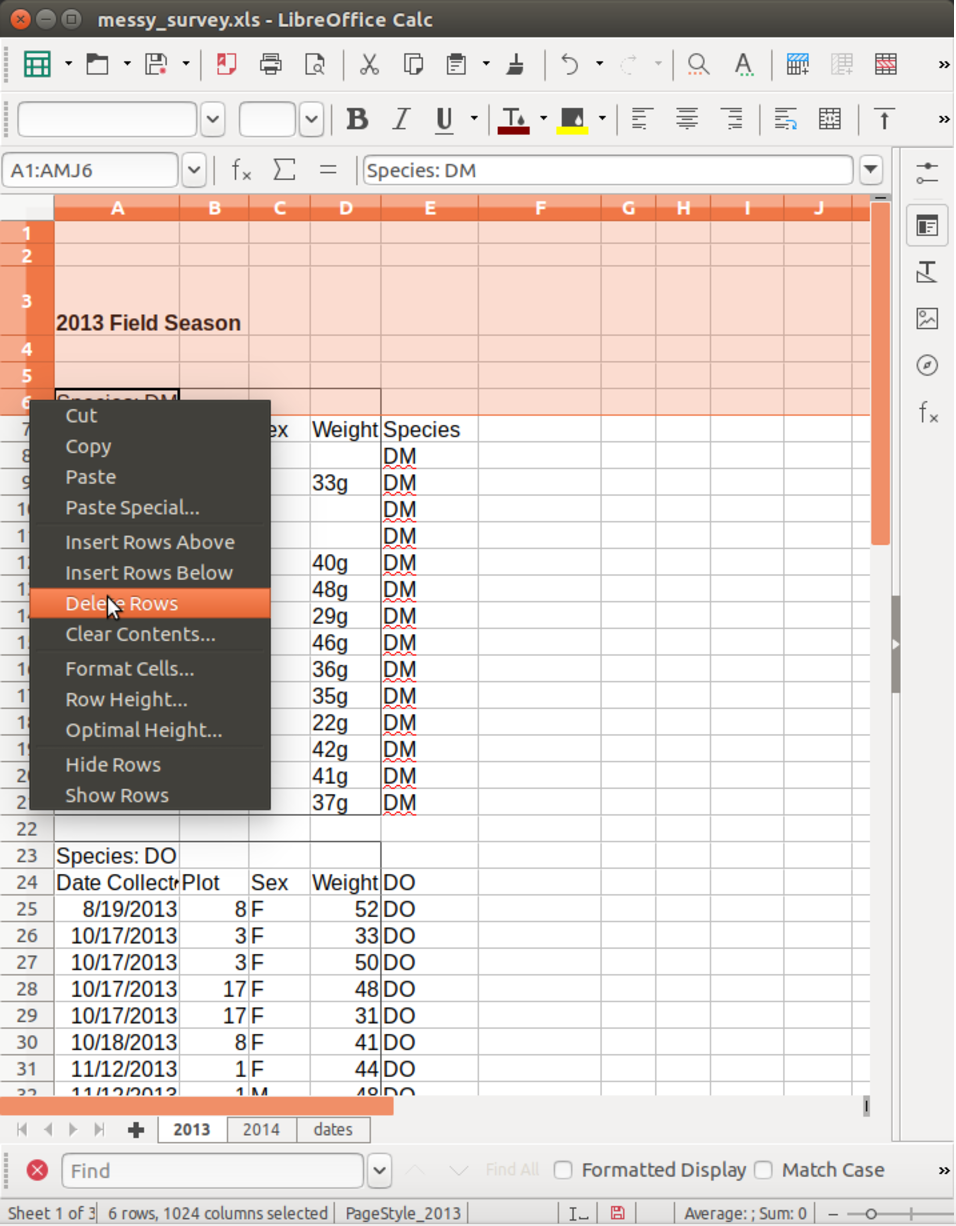 messy_survey.xls - LibreOffice Calc
A1:AMJ6 Species: DM
A B C D E F G H I J
1
2
3 2013 Field Season
4
5
6 Species: DM
7 ex Weight Species
8 DM
9 33g DM
10 DM
11 DM
12 40g DM
13 48g DM
14 29g DM
15 46g DM
16 36g DM
17 35g DM
18 22g DM
19 42g DM
20 41g DM
2 37g DM
Cut
Copy
Paste
Paste Special...
Insert Rows Above
Insert Rows Below
Delete Rows
Clear Contents...
Format Cells...
Row Height...
Optimal Height...
Hide Rows
Show Rows
22
23 Species: DO
24 Date Collect Plot Sex Weight DO
25 8/19/2013 8 F 52 DO
26 10/17/2013 3 F 33 DO
27 10/17/2013 3 F 50 DO
28 10/17/2013 17 F 48 DO
29 10/17/2013 17 F 31 DO
30 10/18/2013 8 F 41 DO
31 11/12/2013 1 F 44 DO
32 11/12/2013 1 M 48 DO
2013 2014 dates
Find Find All Formatted Display Match Case
Sheet 1 of 3 6 rows, 1024 columns selected PageStyle_2013 Average: ; Sum: 0